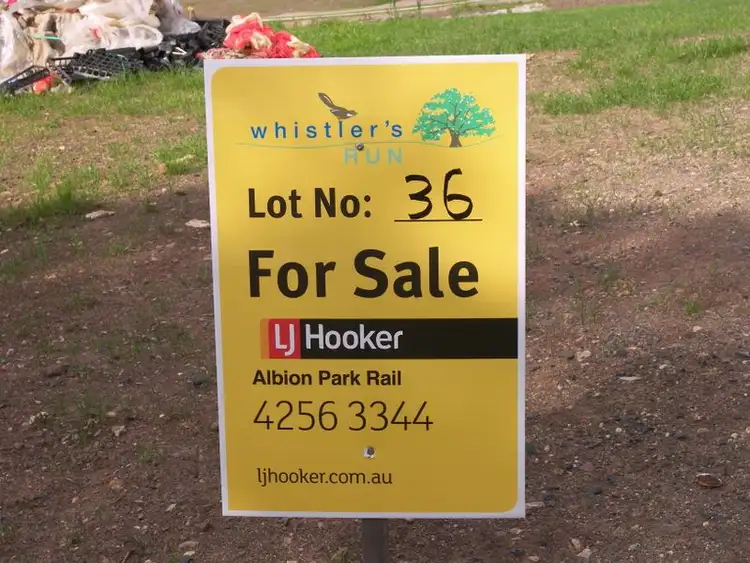 whistler's
RUN
Lot No: 36
For Sale
LJ Hooker
Albion Park Rail
4256 3344
ljhooker.com.au